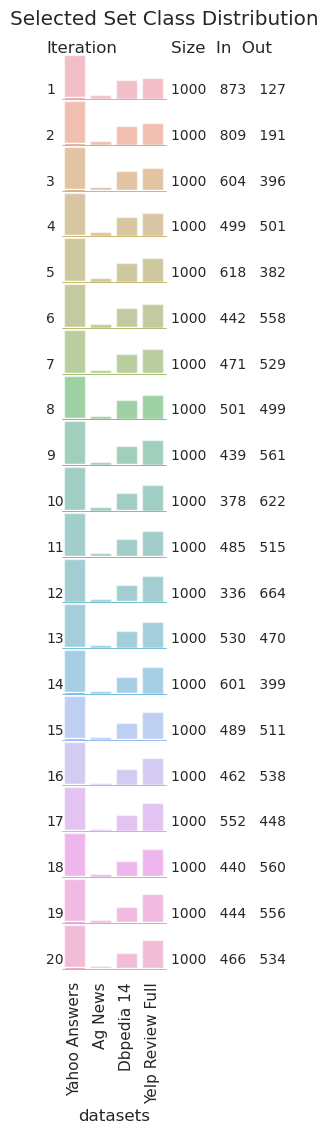 Selected Set Class Distribution
Iteration Size In Out
1 1000 873 127
2 1000 809 191
3 1000 604 396
4 1000 499 501
5 1000 618 382
6 1000 442 558
7 1000 471 529
8 1000 501 499
9 1000 439 561
10 1000 378 622
11 1000 485 515
12 1000 336 664
13 1000 530 470
14 1000 601 399
15 1000 489 511
16 1000 462 538
17 1000 552 448
18 1000 440 560
19 1000 444 556
20 1000 466 534
Yahoo Answers
Ag News
Dbpedia 14
Yelp Review Full
datasets